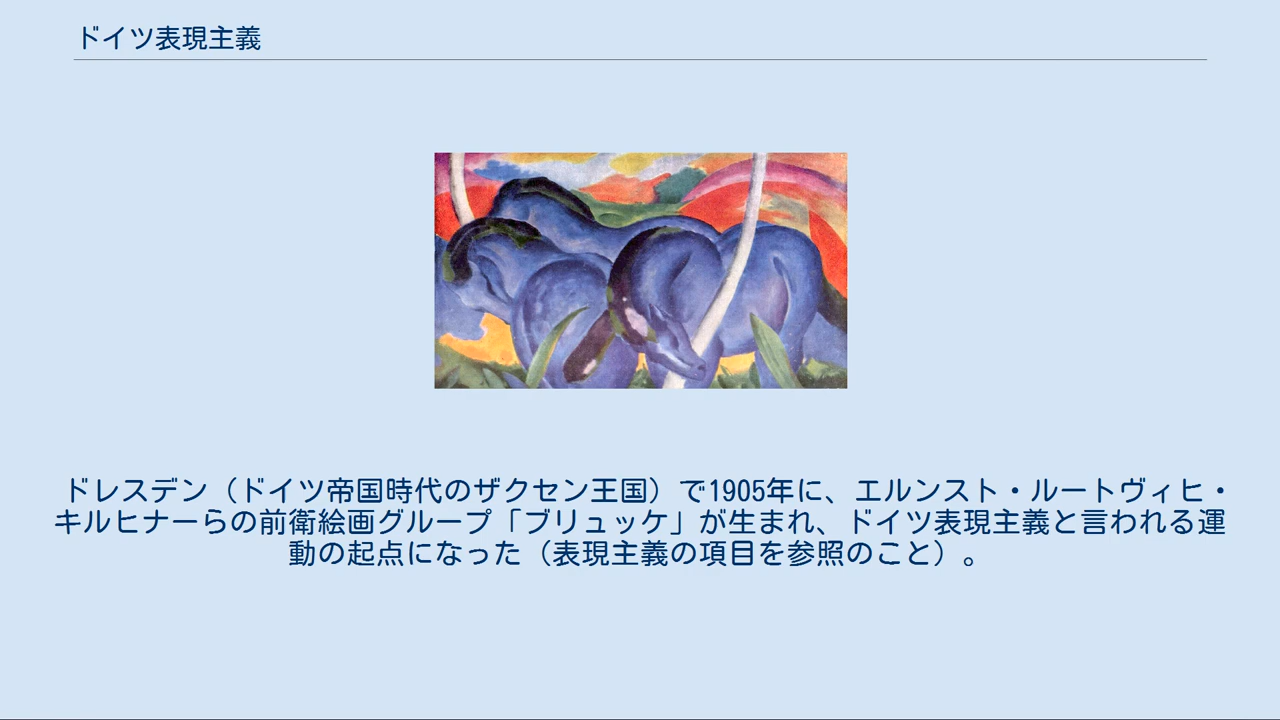 ドイツ表現主義
ドレスデン（ドイツ帝国時代のザクセン王国）で1905年に、エルンスト・ルートヴィヒ・
キルヒナーらの前衛絵画グループ「ブリュッケ」が生まれ、ドイツ表現主義と言われる運
動の起点になった（表現主義の項目を参照のこと）。